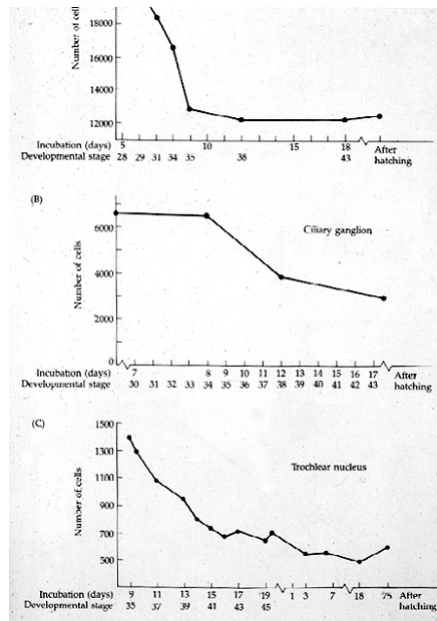 Number of cell
18000
16000
14000
12000
Incubation (days) 5 10 15 18 After
Developmental stage 28 29 31 34 35 38 43 hatching
(B)
Ciliary ganglion
Number of cells
6000
4000
2000
0
Incubation (days) 7 8 9 10 11 12 13 14 15 16 17 After
Developmental stage 30 31 32 33 34 35 36 37 38 39 40 41 42 43 hatching
(C)
Trochlear nucleus
Number of cells
1500
1300
1100
900
700
500
Incubation (days) 9 11 13 15 17 19 1 3 7 18 75 After
Developmental stage 35 37 39 41 43 45 hatching